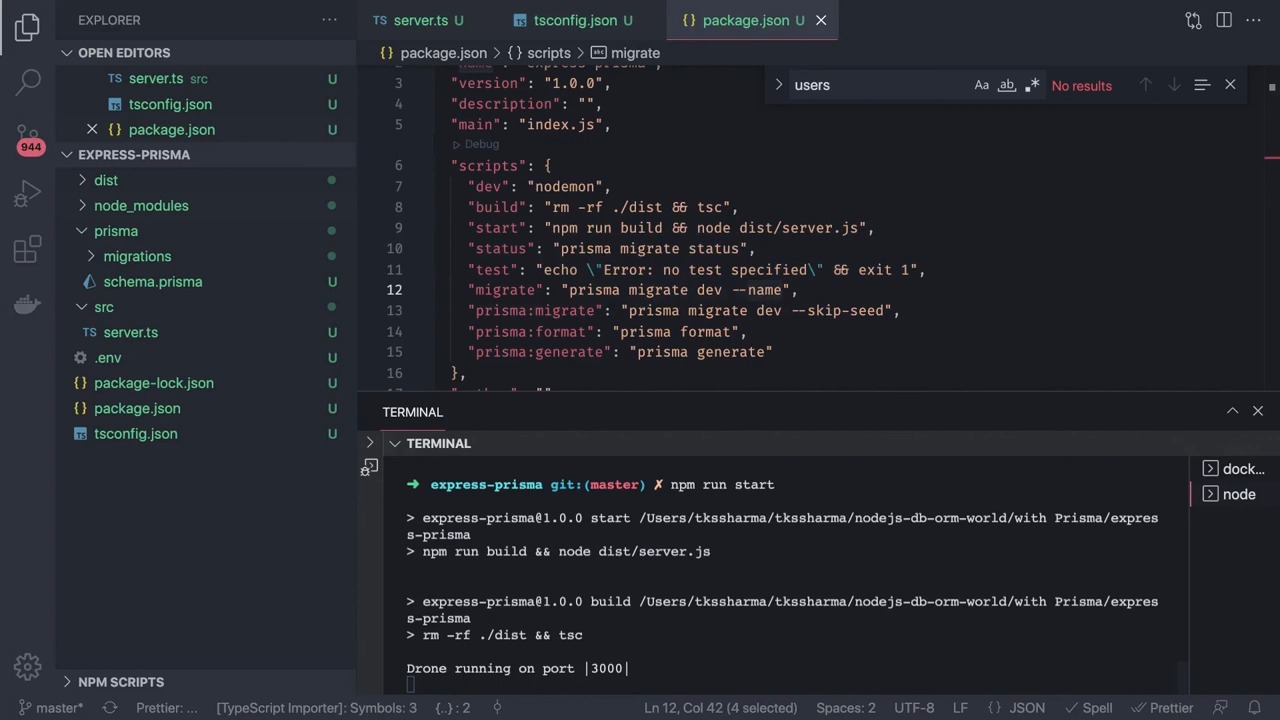 EXPLORER
server.ts U
tsconfig.json U
package.json U
OPEN EDITORS
server.ts src U
tsconfig.json U
package.json U
944
EXPRESS-PRISMA
dist
node_modules
prisma
migrations
schema.prisma U
src
server.ts U
.env
package-lock.json U
package.json U
tsconfig.json U
NPM SCRIPTS
package.json > {} scripts > migrate
users
Aa ab .* No results
2 "name": "express-prisma",
3 "version": "1.0.0",
4 "description": "",
5 "main": "index.js",
Debug
6 "scripts": {
7 "dev": "nodemon",
8 "build": "rm -rf ./dist && tsc",
9 "start": "npm run build && node dist/server.js",
10 "status": "prisma migrate status",
11 "test": "echo \"Error: no test specified\" && exit 1",
12 "migrate": "prisma migrate dev --name",
13 "prisma:migrate": "prisma migrate dev --skip-seed",
14 "prisma:format": "prisma format",
15 "prisma:generate": "prisma generate"
16 },
TERMINAL
TERMINAL
➜ express-prisma git:(master) ✗ npm run start
> express-prisma@1.0.0 start /Users/tkssharma/tkssharma/nodejs-db-orm-world/with Prisma/expres
s-prisma
> npm run build && node dist/server.js
> express-prisma@1.0.0 build /Users/tkssharma/tkssharma/nodejs-db-orm-world/with Prisma/expres
s-prisma
> rm -rf ./dist && tsc
Drone running on port |3000|
dock...
node
master* Prettier: ... [TypeScript Importer]: Symbols: 3 {..} : 2 Ln 12, Col 42 (4 selected) Spaces: 2 UTF-8 LF {} JSON Spell Prettier